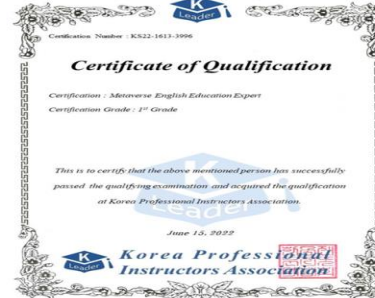 K
Leader
Certification Number : KS22-1613-3996
Certificate of Qualification
Certification : Metaverse English Education Expert
Certification Grade : 1st Grade
This is to certify that the above mentioned person has successfully
passed the qualifying examination and acquired the qualification
at Korea Professional Instructors Association.
June 15, 2022
Leader
Korea Professional
Instructors Association